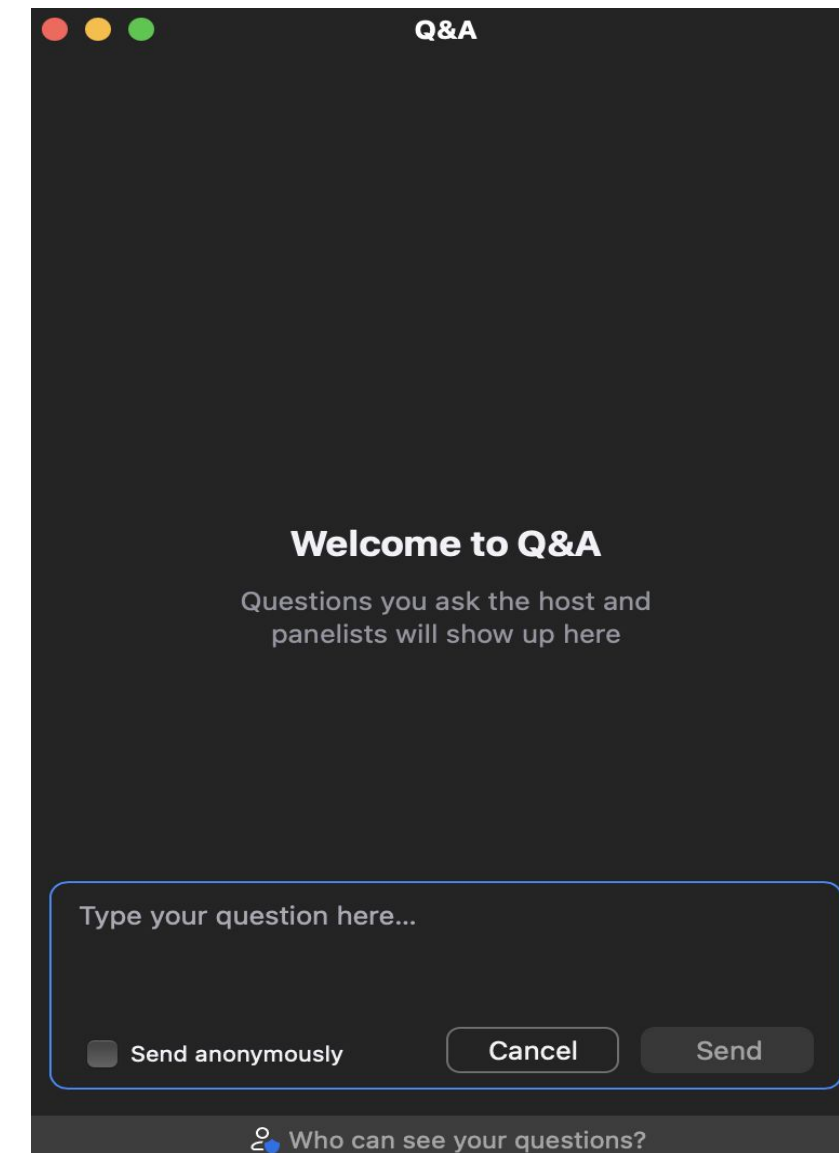 Q&A
Welcome to Q&A
Questions you ask the host and
panelists will show up here
Type your question here...
Send anonymously
Cancel
Send
Who can see your questions?